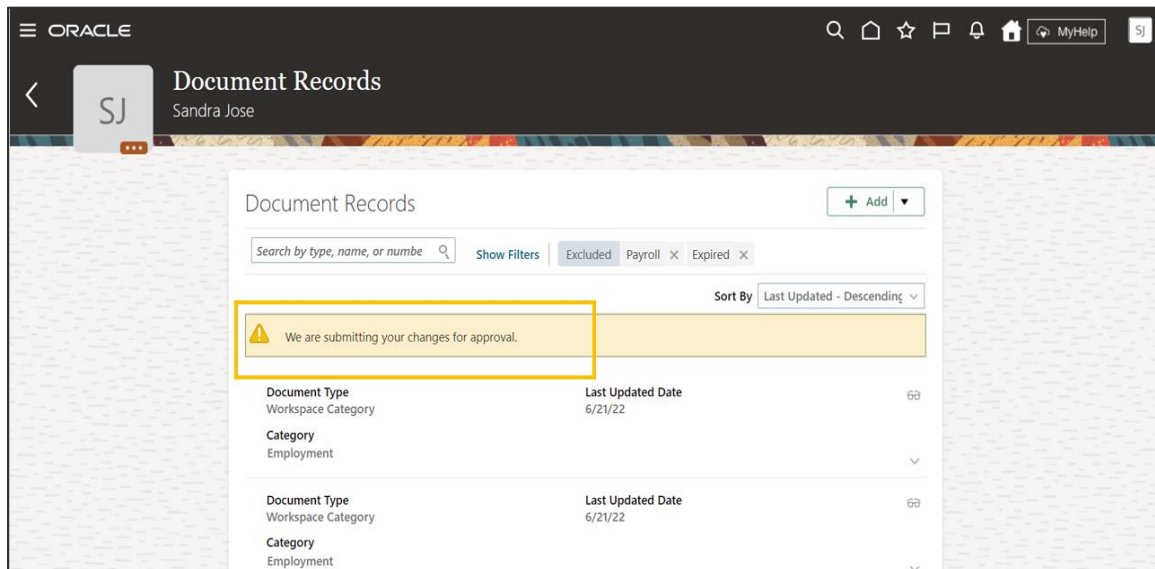 ORACLE
MyHelp
SJ
SJ
Document Records
Sandra Jose
Document Records
Add
Search by type, name, or numbe
Show Filters
Excluded
Payroll
Expired
Sort By
Last Updated - Descending
We are submitting your changes for approval.
Document Type
Last Updated Date
Workspace Category
6/21/22
Category
Employment
Document Type
Last Updated Date
Workspace Category
6/21/22
Category
Employment